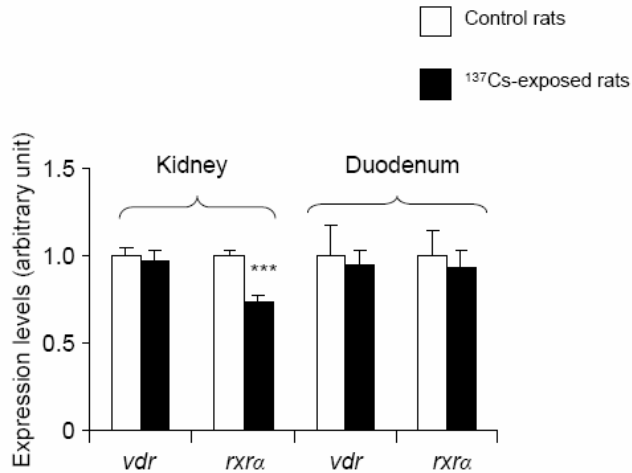 Control rats
¹³⁷Cs-exposed rats
Expression levels (arbitrary unit)
Kidney Duodenum
1.5
1.0
***
0.5
0
vdr rxrα vdr rxrα